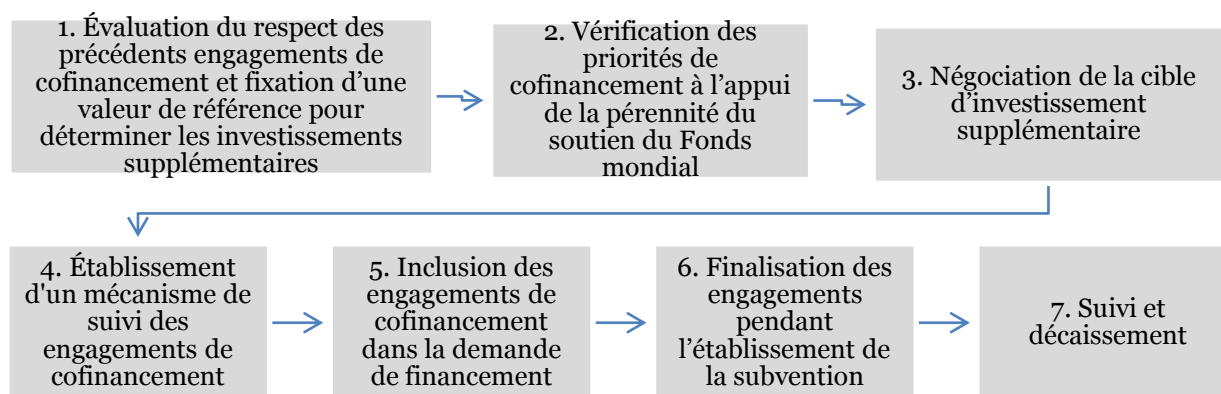 1. Évaluation du respect des
précédents engagements de
cofinancement et fixation d’une
valeur de référence pour
déterminer les investissements
supplémentaires
2. Vérification des
priorités de
cofinancement à l’appui
de la pérennité du
soutien du Fonds
mondial
3. Négociation de la cible
d’investissement
supplémentaire
4. Établissement
d'un mécanisme de
suivi des
engagements de
cofinancement
5. Inclusion des
engagements de
cofinancement
dans la demande
de financement
6. Finalisation des
engagements
pendant
l’établissement de
la subvention
7. Suivi et
décaissement